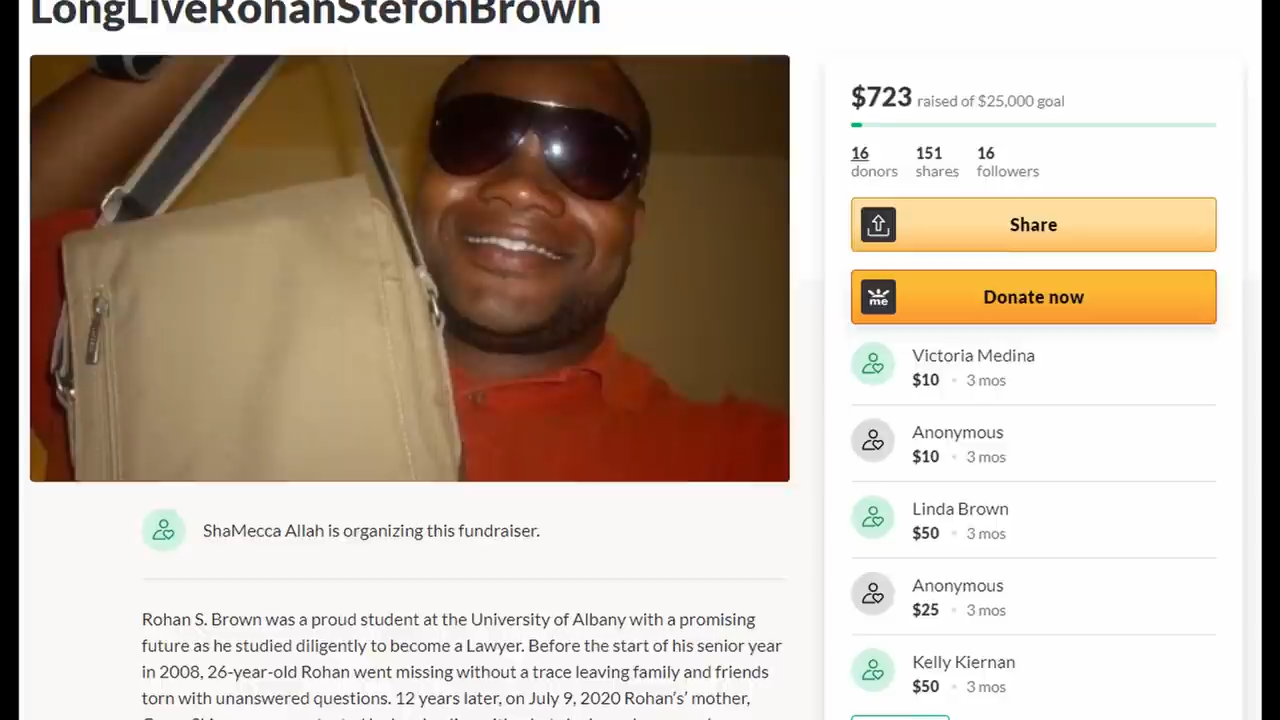 LongLiveRohanStefonBrown
$723 raised of $25,000 goal
16 151 16
donors shares followers
Share
me Donate now
Victoria Medina
$10 • 3 mos
Anonymous
$10 • 3 mos
Linda Brown
$50 • 3 mos
Anonymous
$25 • 3 mos
Kelly Kiernan
$50 • 3 mos
ShaMecca Allah is organizing this fundraiser.
Rohan S. Brown was a proud student at the University of Albany with a promising
future as he studied diligently to become a Lawyer. Before the start of his senior year
in 2008, 26-year-old Rohan went missing without a trace leaving family and friends
torn with unanswered questions. 12 years later, on July 9, 2020 Rohan's' mother,